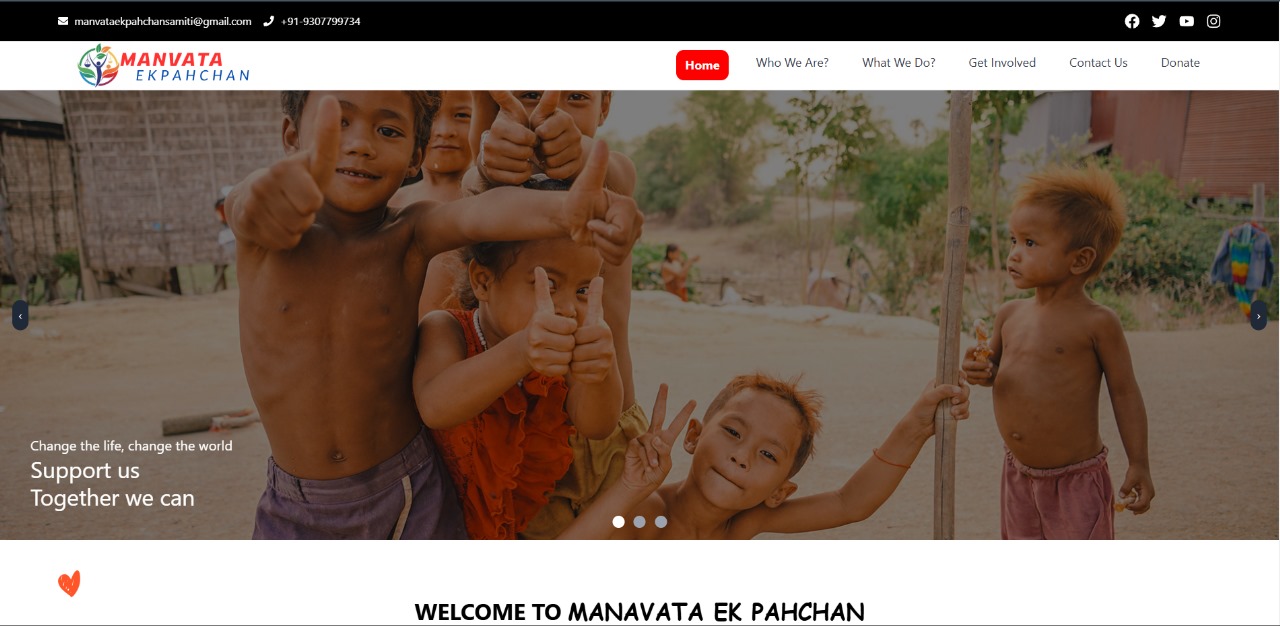 manvataekpahchansamiti@gmail.com +91-9307799734
MANVATA
EKPAHCHAN
Home Who We Are? What We Do? Get Involved Contact Us Donate
‹ ›
Change the life, change the world
Support us
Together we can
WELCOME TO MANAVATA EK PAHCHAN